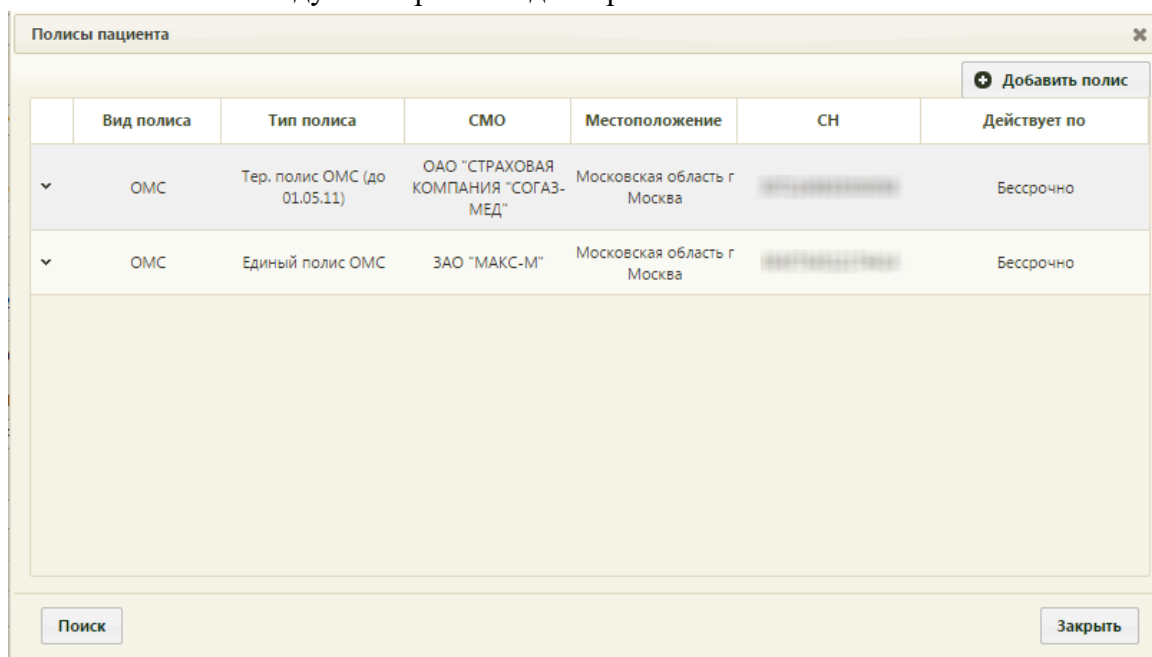 Полисы пациента
Добавить полис
Вид полиса Тип полиса СМО Местоположение СН Действует по
ОМС Тер. полис ОМС (до 01.05.11) ОАО "СТРАХОВАЯ КОМПАНИЯ "СОГАЗ-МЕД" Московская область г Москва Бессрочно
ОМС Единый полис ОМС ЗАО "МАКС-М" Московская область г Москва Бессрочно
Поиск Закрыть